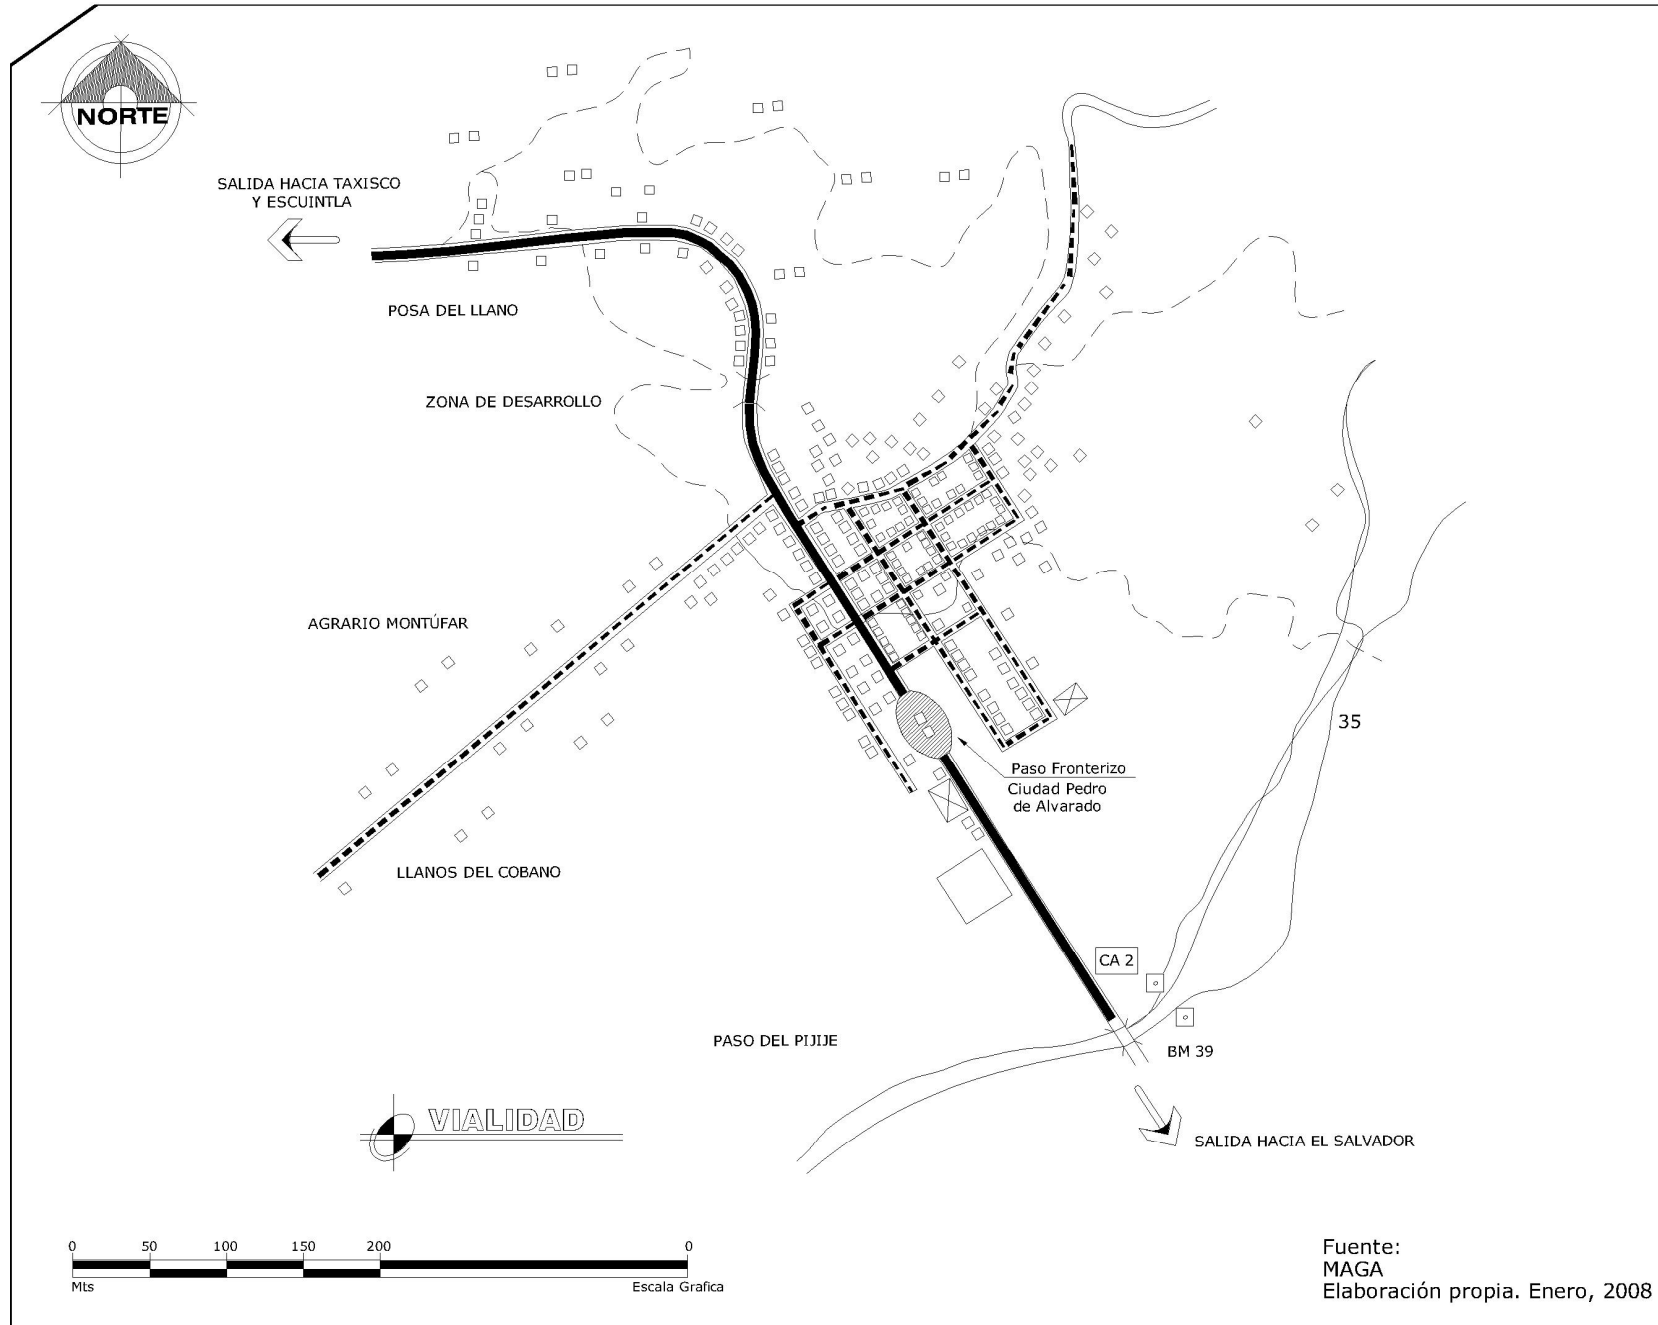 NORTE
SALIDA HACIA TAXISCO
Y ESCUINTLA
POSA DEL LLANO
ZONA DE DESARROLLO
AGRARIO MONTÚFAR
35
Paso Fronterizo
Ciudad Pedro
de Alvarado
LLANOS DEL COBANO
CA 2
PASO DEL PIJIJE
BM 39
VIALIDAD
SALIDA HACIA EL SALVADOR
0 50 100 150 200 0
Mts Escala Grafica
Fuente:
MAGA
Elaboración propia. Enero, 2008